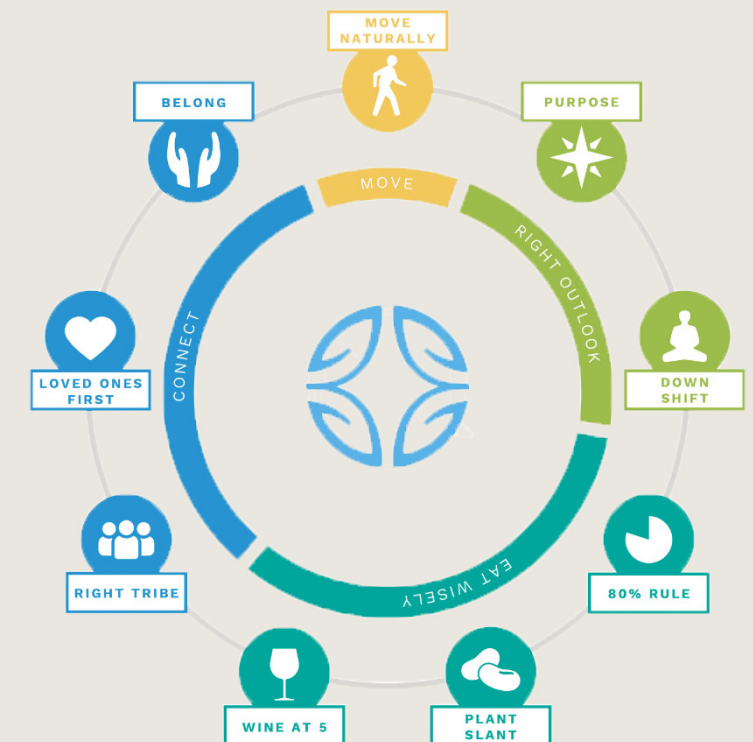 MOVE
NATURALLY
BELONG
PURPOSE
MOVE
RIGHT OUTLOOK
CONNECT
LOVED ONES
FIRST
DOWN
SHIFT
EAT WISELY
RIGHT TRIBE
80% RULE
WINE AT 5
PLANT
SLANT